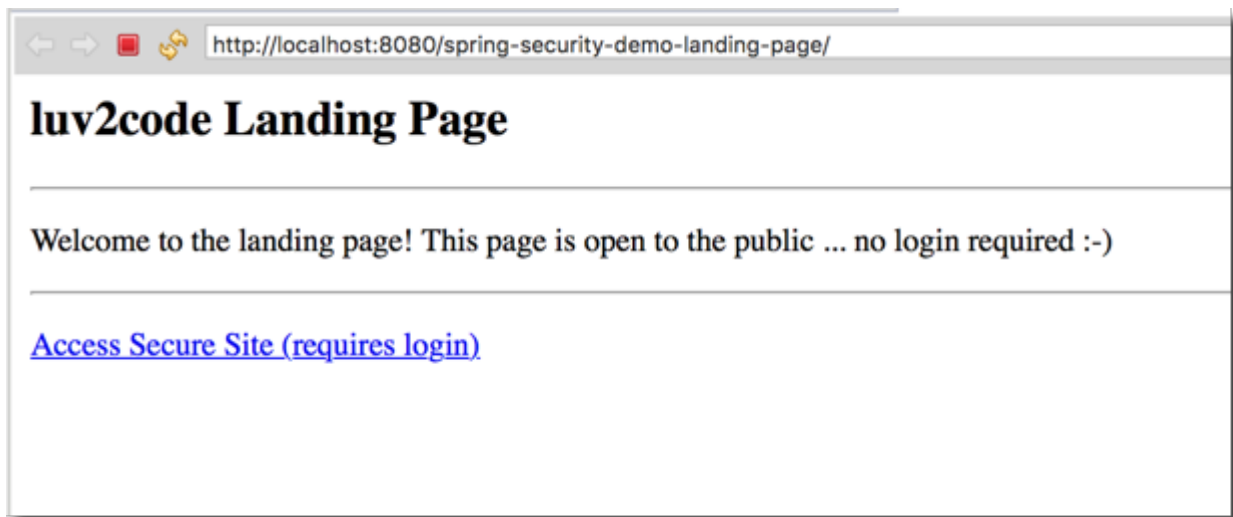 http://localhost:8080/spring-security-demo-landing-page/
luv2code Landing Page
Welcome to the landing page! This page is open to the public ... no login required :-)
Access Secure Site (requires login)